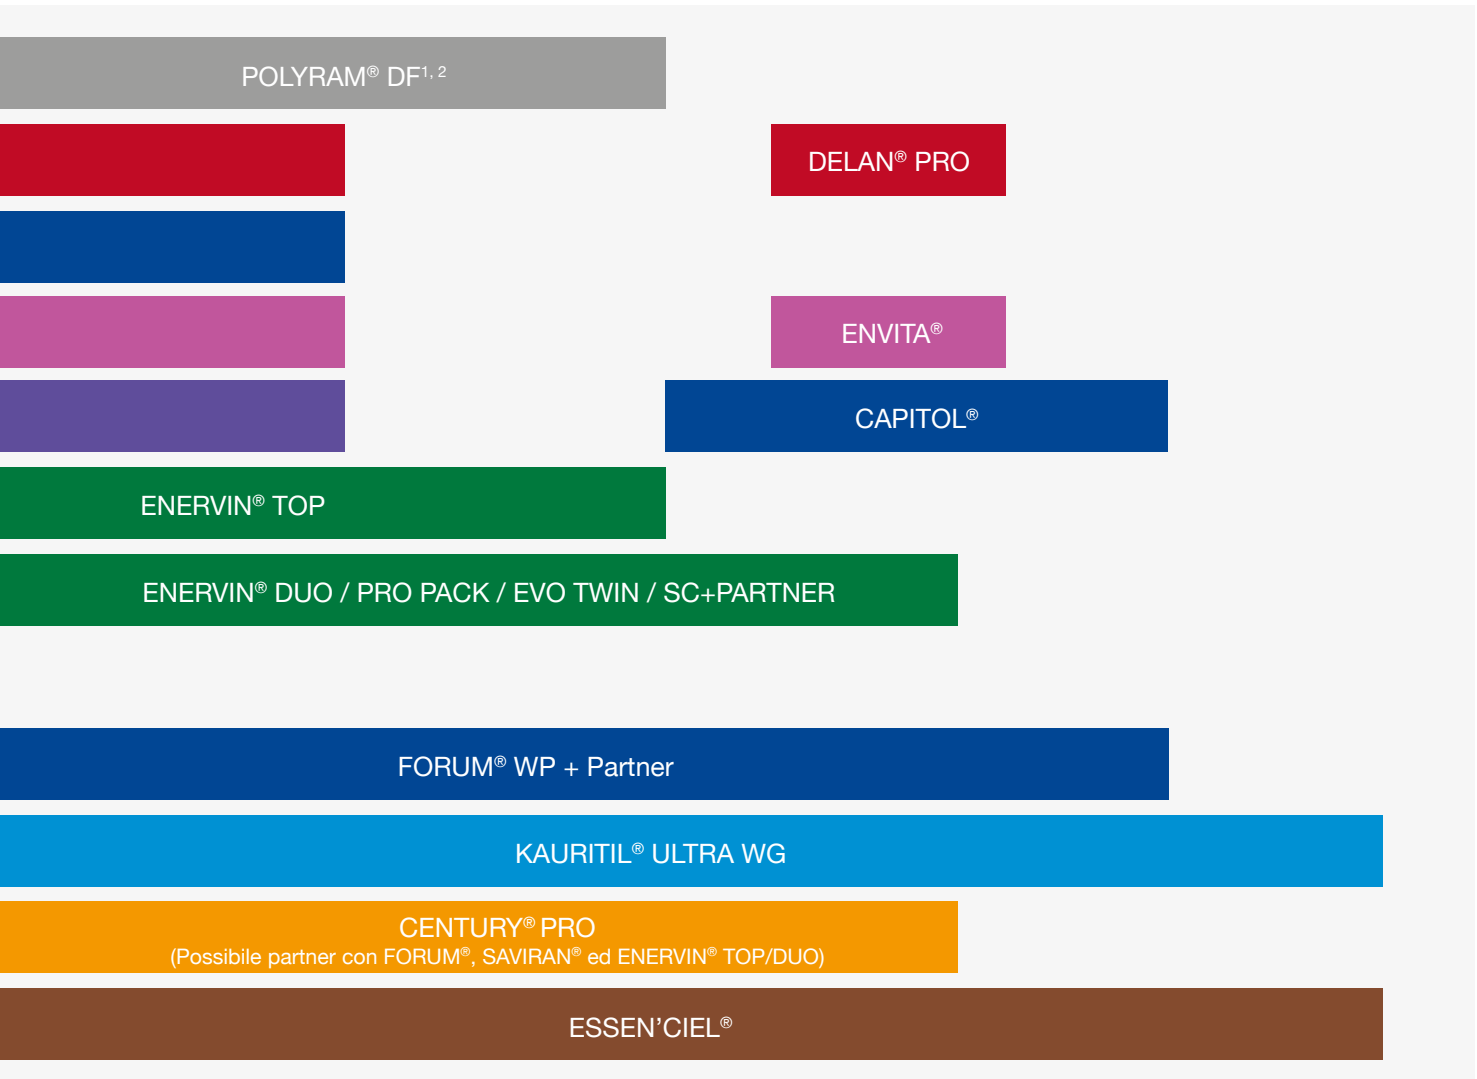 POLYRAM® DF1, 2
DELAN® PRO
ENVITA®
CAPITOL®
ENERVIN® TOP
ENERVIN® DUO / PRO PACK / EVO TWIN / SC+PARTNER
FORUM® WP + Partner
KAURITIL® ULTRA WG
CENTURY® PRO
(Possibile partner con FORUM®, SAVIRAN® ed ENERVIN® TOP/DUO)
ESSEN’CIEL®